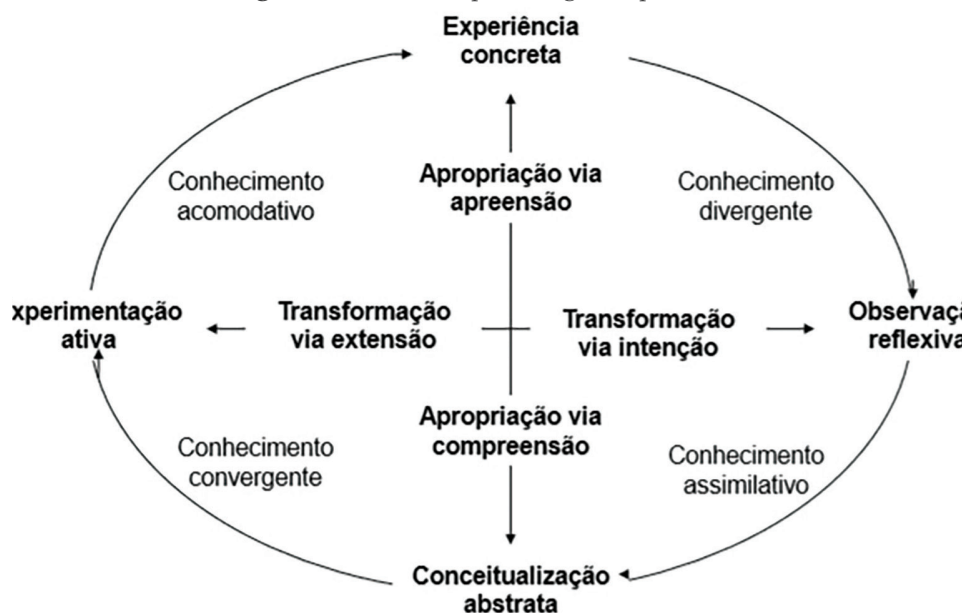 Experiência
concreta
Apropriação via
apreensão
Conhecimento
acomodativo
Conhecimento
divergente
xperimentação
ativa
Transformação
via extensão
Transformação
via intenção
Observaçã
reflexiva
Apropriação via
compreensão
Conhecimento
convergente
Conhecimento
assimilativo
Conceitualização
abstrata